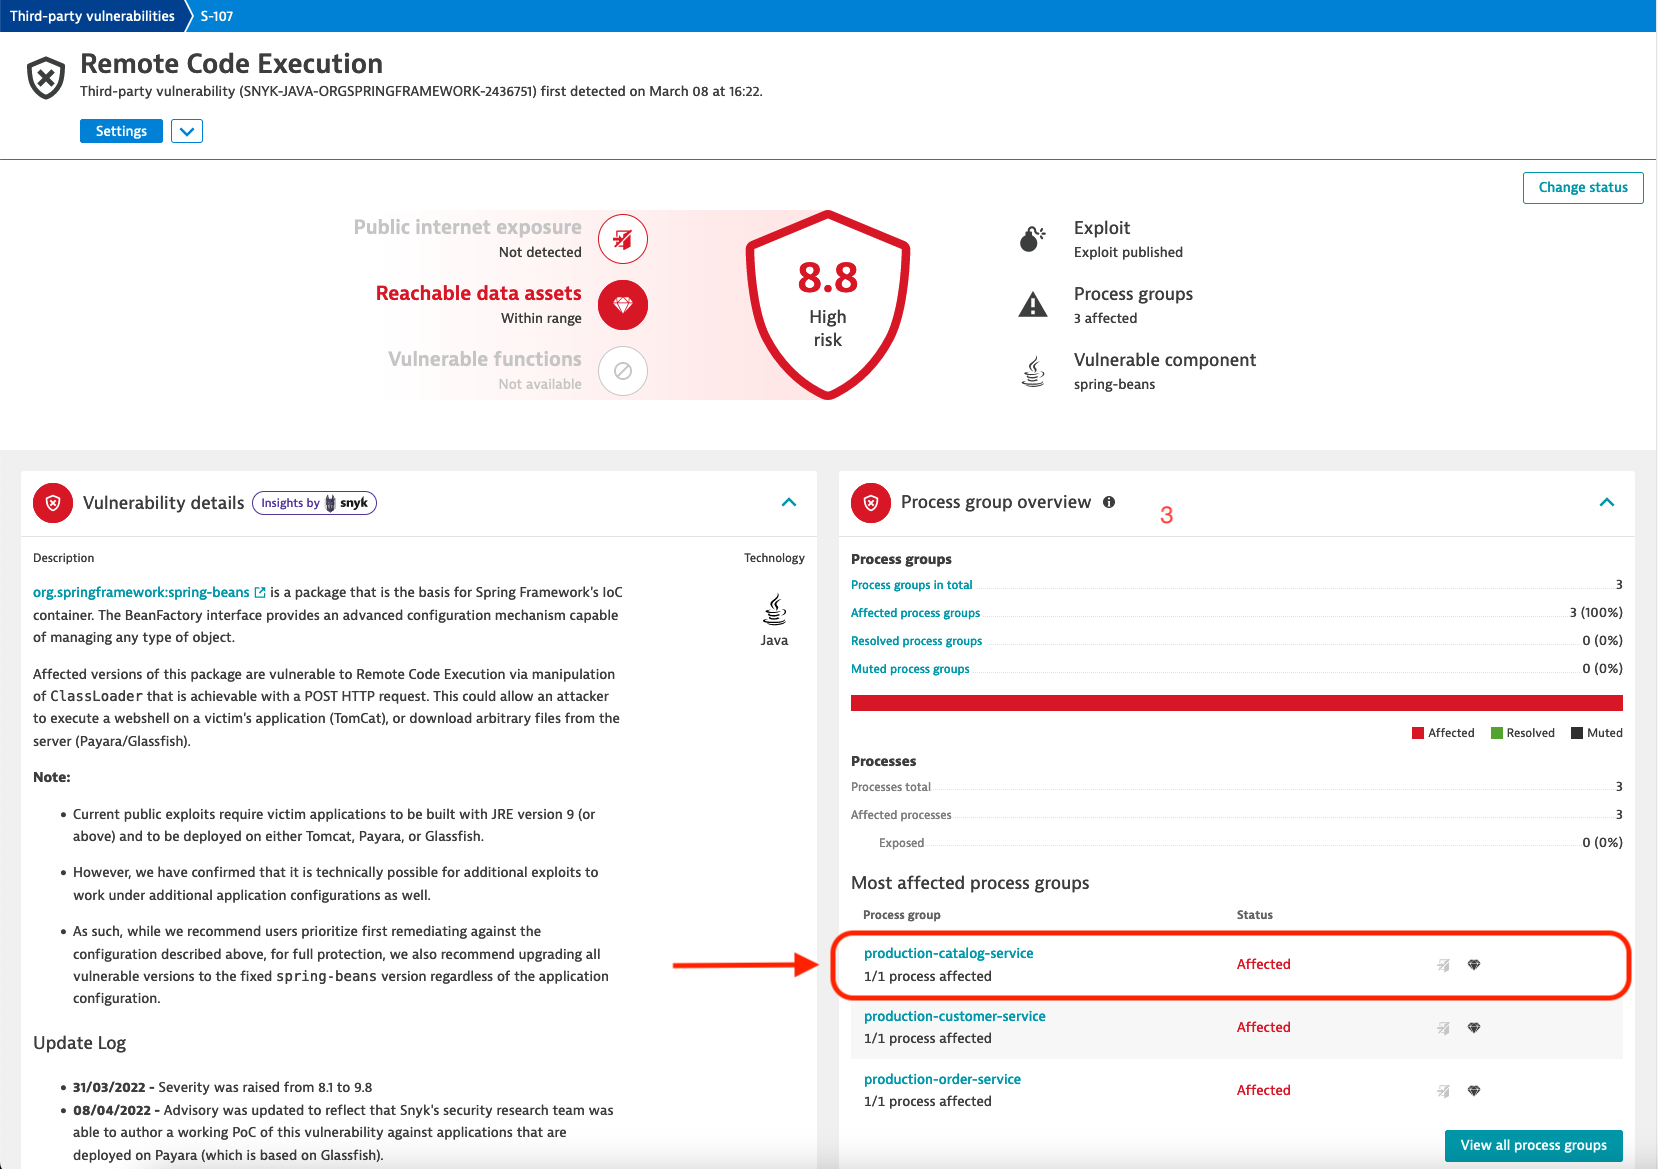 Third-party vulnerabilities
S-107
Remote Code Execution
Third-party vulnerability (SNYK-JAVA-ORGSPRINGFRAMEWORK-2436751) first detected on March 08 at 16:22.
Settings
Change status
Public internet exposure
Not detected
Reachable data assets
Within range
Vulnerable functions
Not available
8.8
High
risk
Exploit
Exploit published
Process groups
3 affected
Vulnerable component
spring-beans
Vulnerability details
Insights by snyk
Description
Technology
org.springframework:spring-beans is a package that is the basis for Spring Framework's IoC
container. The BeanFactory interface provides an advanced configuration mechanism capable
of managing any type of object.
Java
Affected versions of this package are vulnerable to Remote Code Execution via manipulation
of ClassLoader that is achievable with a POST HTTP request. This could allow an attacker
to execute a webshell on a victim's application (TomCat), or download arbitrary files from the
server (Payara/Glassfish).
Note:
• Current public exploits require victim applications to be built with JRE version 9 (or
above) and to be deployed on either Tomcat, Payara, or Glassfish.
• However, we have confirmed that it is technically possible for additional exploits to
work under additional application configurations as well.
• As such, while we recommend users prioritize first remediating against the
configuration described above, for full protection, we also recommend upgrading all
vulnerable versions to the fixed spring-beans version regardless of the application
configuration.
Update Log
• 31/03/2022 - Severity was raised from 8.1 to 9.8
• 08/04/2022 - Advisory was updated to reflect that Snyk's security research team was
able to author a working PoC of this vulnerability against applications that are
deployed on Payara (which is based on Glassfish).
Process group overview
3
Process groups
Process groups in total 3
Affected process groups 3 (100%)
Resolved process groups 0 (0%)
Muted process groups 0 (0%)
Affected Resolved Muted
Processes
Processes total 3
Affected processes 3
Exposed 0 (0%)
Most affected process groups
Process group Status
production-catalog-service
1/1 process affected
Affected
production-customer-service
1/1 process affected
Affected
production-order-service
1/1 process affected
Affected
View all process groups